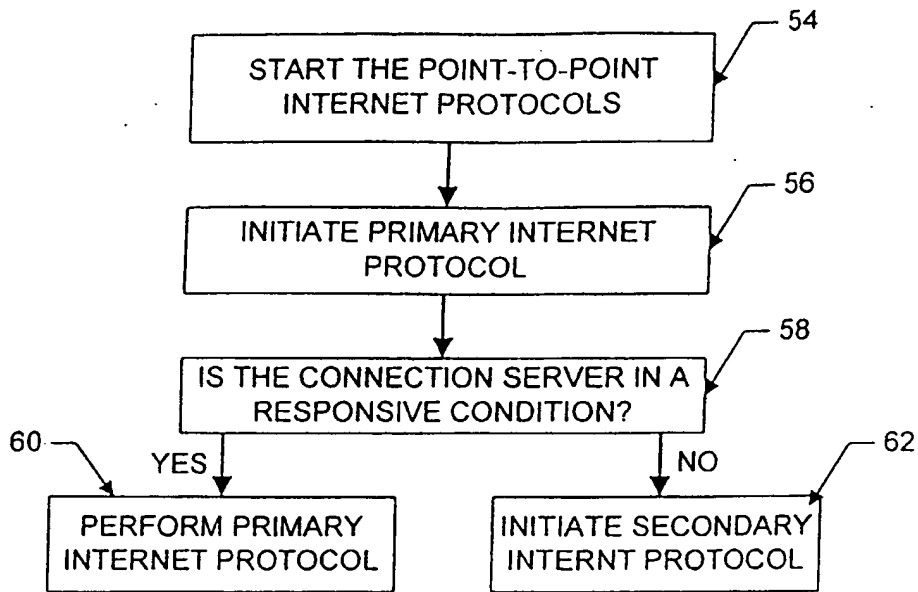 54
START THE POINT-TO-POINT
INTERNET PROTOCOLS
56
INITIATE PRIMARY INTERNET
PROTOCOL
58
IS THE CONNECTION SERVER IN A
RESPONSIVE CONDITION?
60
YES
NO
62
PERFORM PRIMARY
INTERNET PROTOCOL
INITIATE SECONDARY
INTERNT PROTOCOL